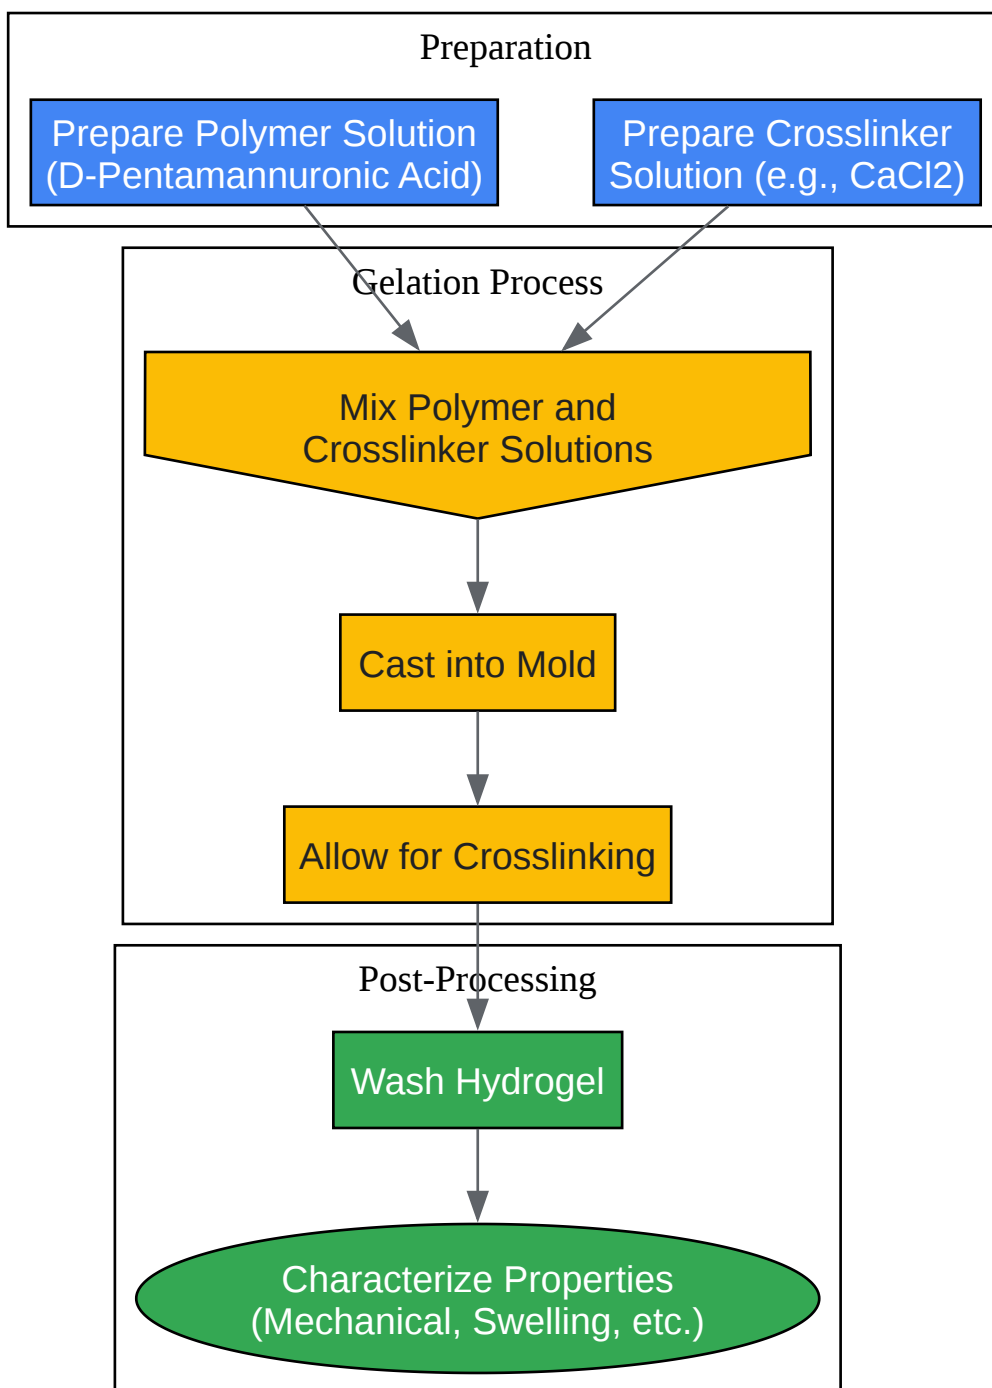 Preparation
Prepare Polymer Solution
(D-Pentamannuronic Acid)
Prepare Crosslinker
Solution (e.g., CaCl2)
Gelation Process
Mix Polymer and
Crosslinker Solutions
Cast into Mold
Allow for Crosslinking
Post-Processing
Wash Hydrogel
Characterize Properties
(Mechanical, Swelling, etc.)